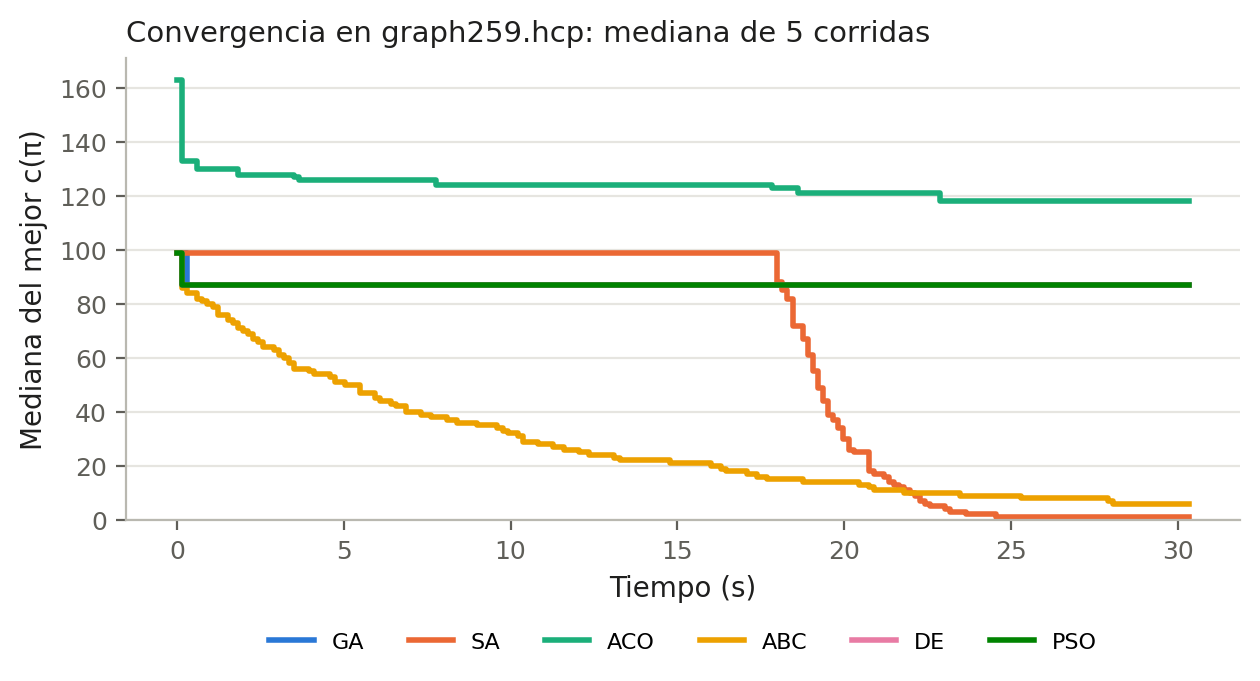 Convergencia en graph259.hcp: mediana de 5 corridas
Mediana del mejor c(π)
160
140
120
100
80
60
40
20
0
0 5 10 15 20 25 30
Tiempo (s)
GA SA ACO ABC DE PSO